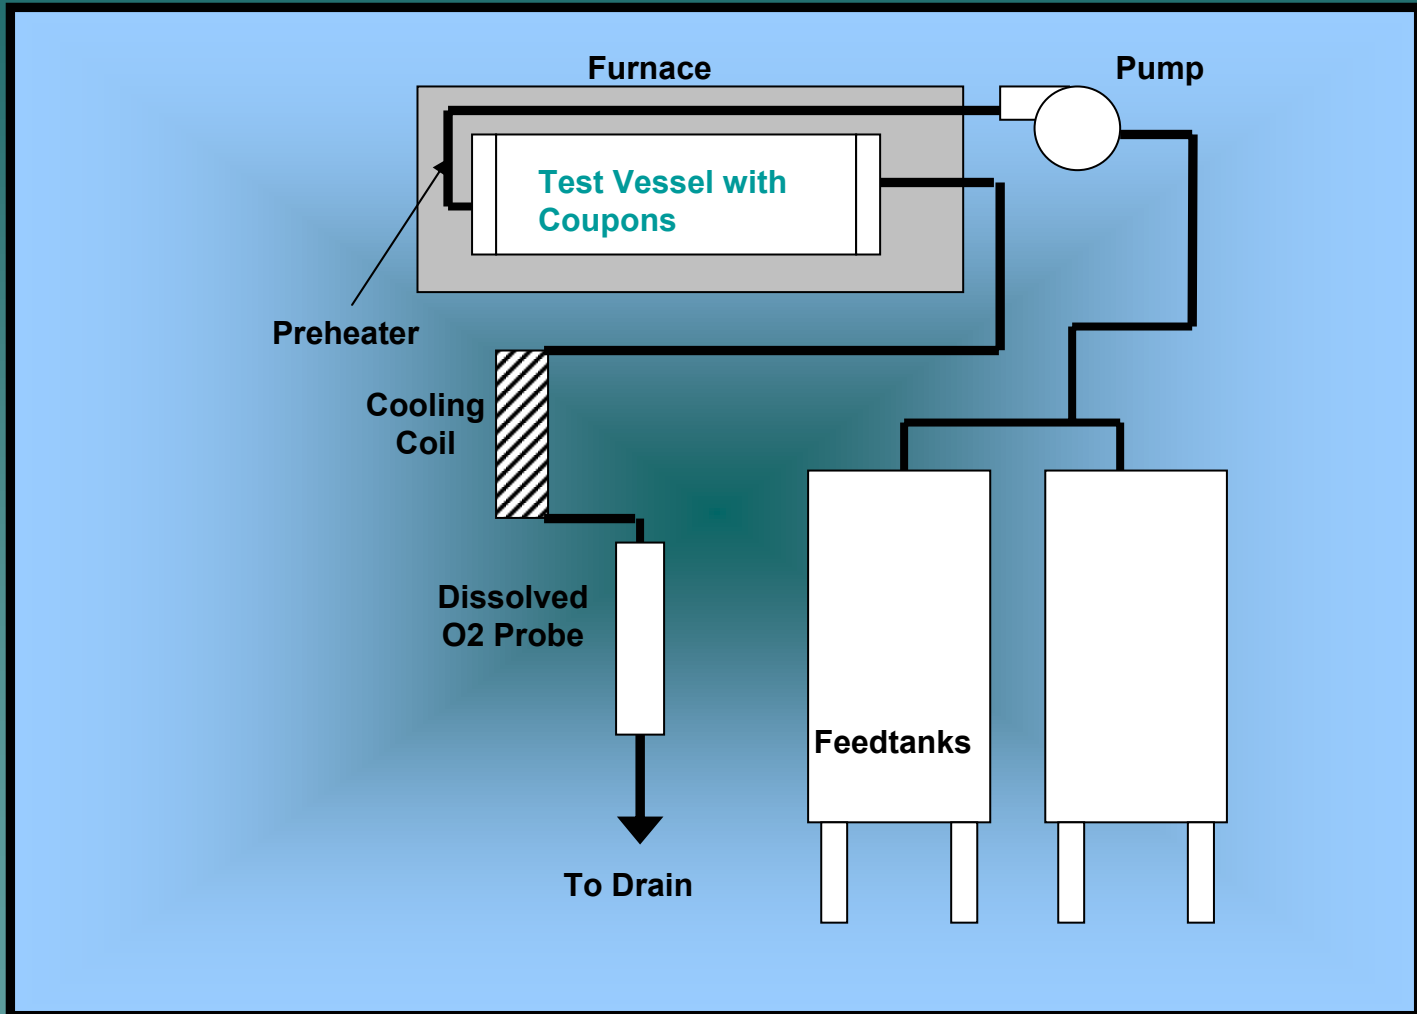 Furnace
Pump
Test Vessel with
Coupons
Preheater
Cooling
Coil
Dissolved
O2 Probe
Feedtanks
To Drain